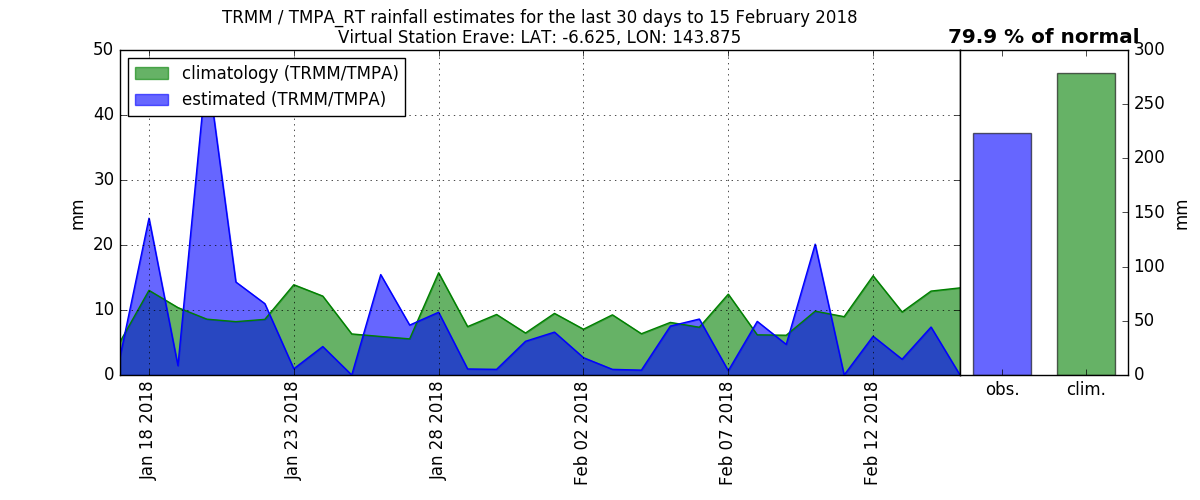 TRMM / TMPA_RT rainfall estimates for the last 30 days to 15 February 2018
Virtual Station Erave: LAT: -6.625, LON: 143.875
79.9 % of normal
climatology (TRMM/TMPA)
estimated (TRMM/TMPA)
50
40
30
20
10
0
mm
Jan 18 2018
Jan 23 2018
Jan 28 2018
Feb 02 2018
Feb 07 2018
Feb 12 2018
obs.
clim.
300
250
200
150
100
50
0
mm